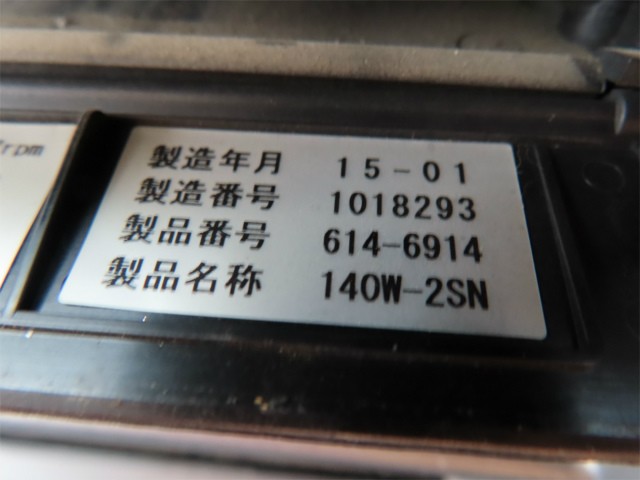 rpm
製造年月 15-01
製造番号 1018293
製品番号 614-6914
製品名称 140W-2SN